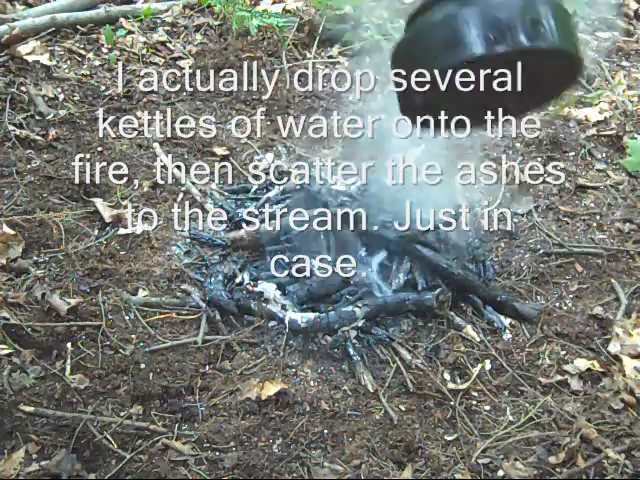 I actually drop several
kettles of water onto the
fire, then scatter the ashes
to the stream. Just in
case.